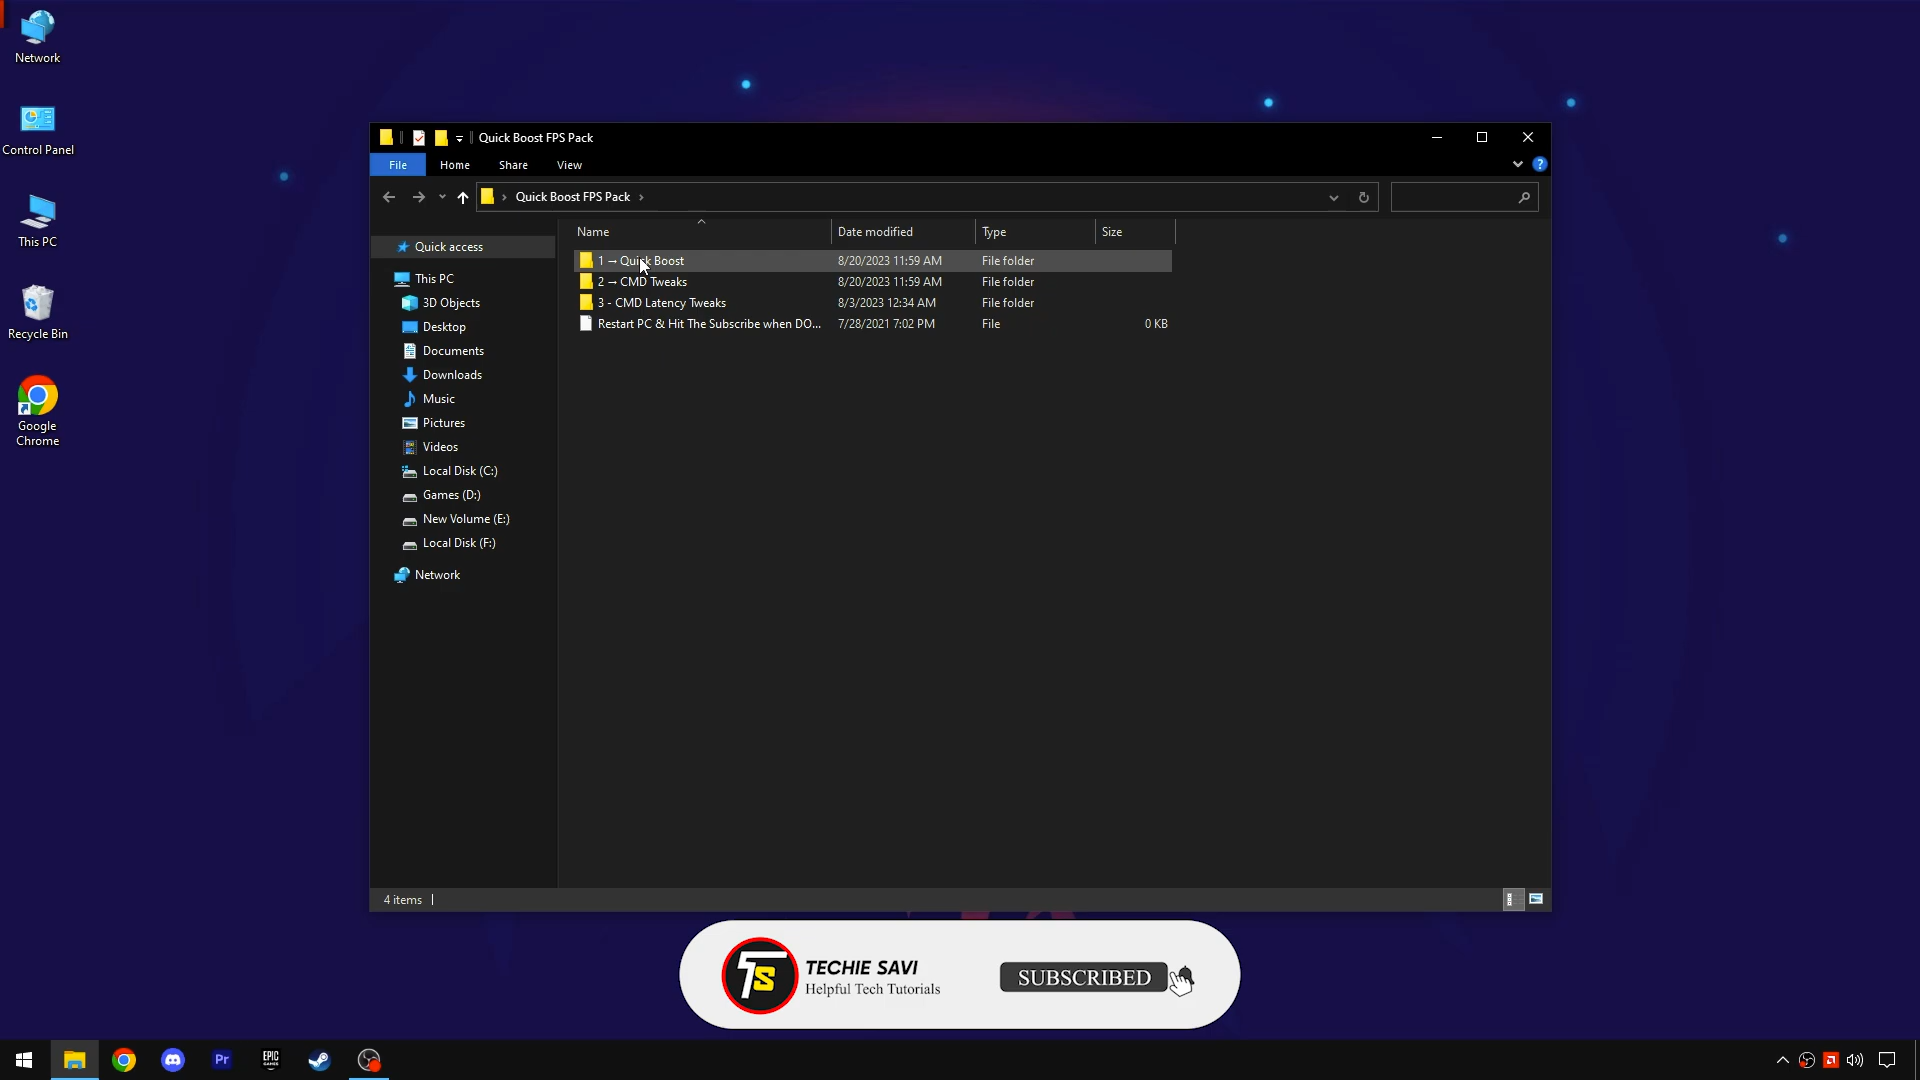 Network
Control Panel
This PC
Recycle Bin
Google
Chrome
Quick Boost FPS Pack
File
Home
Share
View
?
Quick Boost FPS Pack
Name
Date modified
Type
Size
1 → Quick Boost
8/20/2023 11:59 AM
File folder
2 → CMD Tweaks
8/20/2023 11:59 AM
File folder
3 - CMD Latency Tweaks
8/3/2023 12:34 AM
File folder
Restart PC & Hit The Subscribe when DO...
7/28/2021 7:02 PM
File
0 KB
Quick access
This PC
3D Objects
Desktop
Documents
Downloads
Music
Pictures
Videos
Local Disk (C:)
Games (D:)
New Volume (E:)
Local Disk (F:)
Network
4 items
TS
TECHIE SAVI
Helpful Tech Tutorials
SUBSCRIBED
Pr
EPIC
GAMES